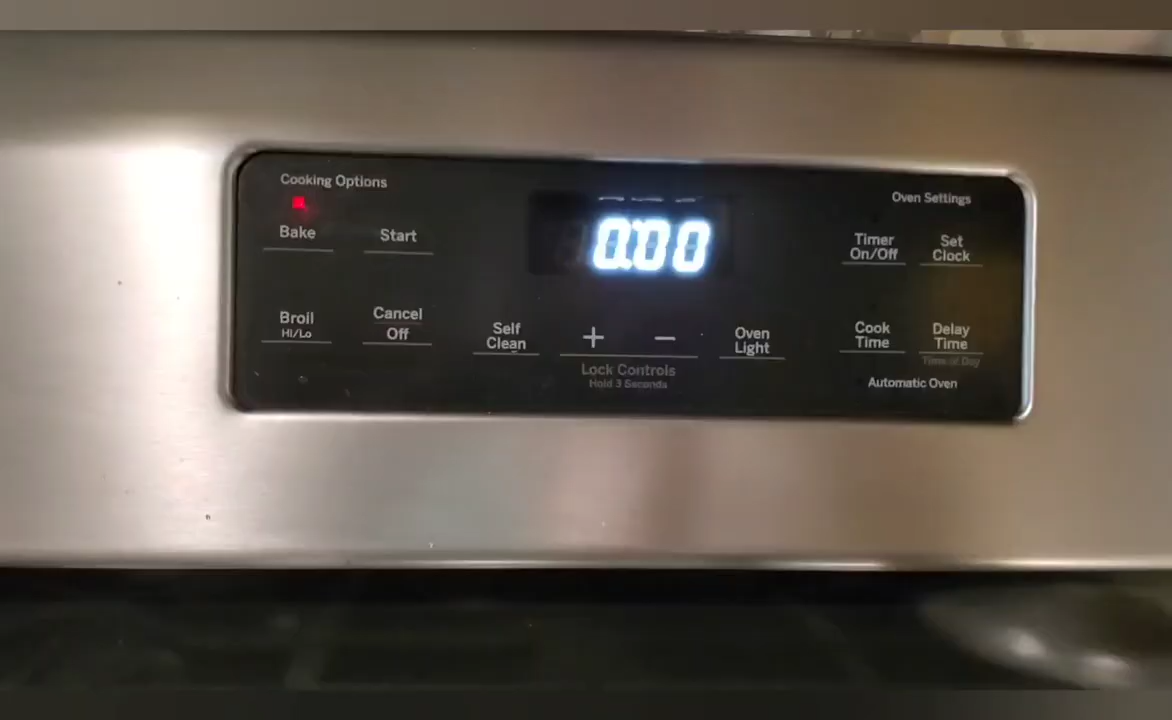 Cooking Options
Oven Settings
Bake
Start
0:00
Timer
On/Off
Set
Clock
Broil
HI/Lo
Cancel
Off
Self
Clean
+
−
Oven
Light
Cook
Time
Delay
Time
Time of Day
Lock Controls
Hold 3 Seconds
Automatic Oven